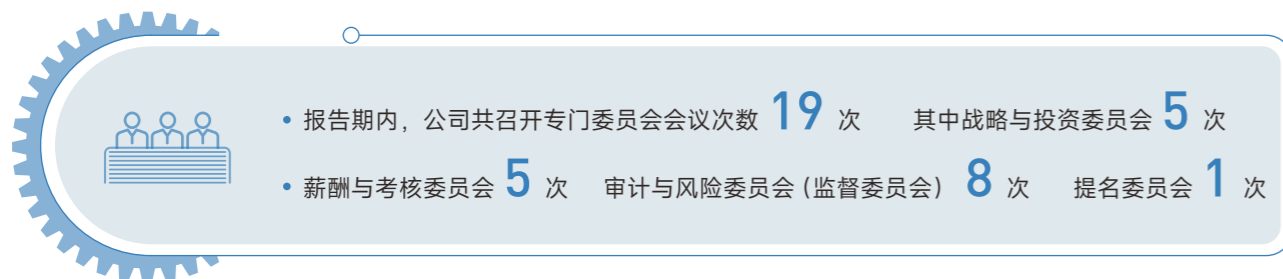 • 报告期内，公司共召开专门委员会会议次数 19 次 其中战略与投资委员会 5 次
• 薪酬与考核委员会 5 次 审计与风险委员会（监督委员会） 8 次 提名委员会 1 次